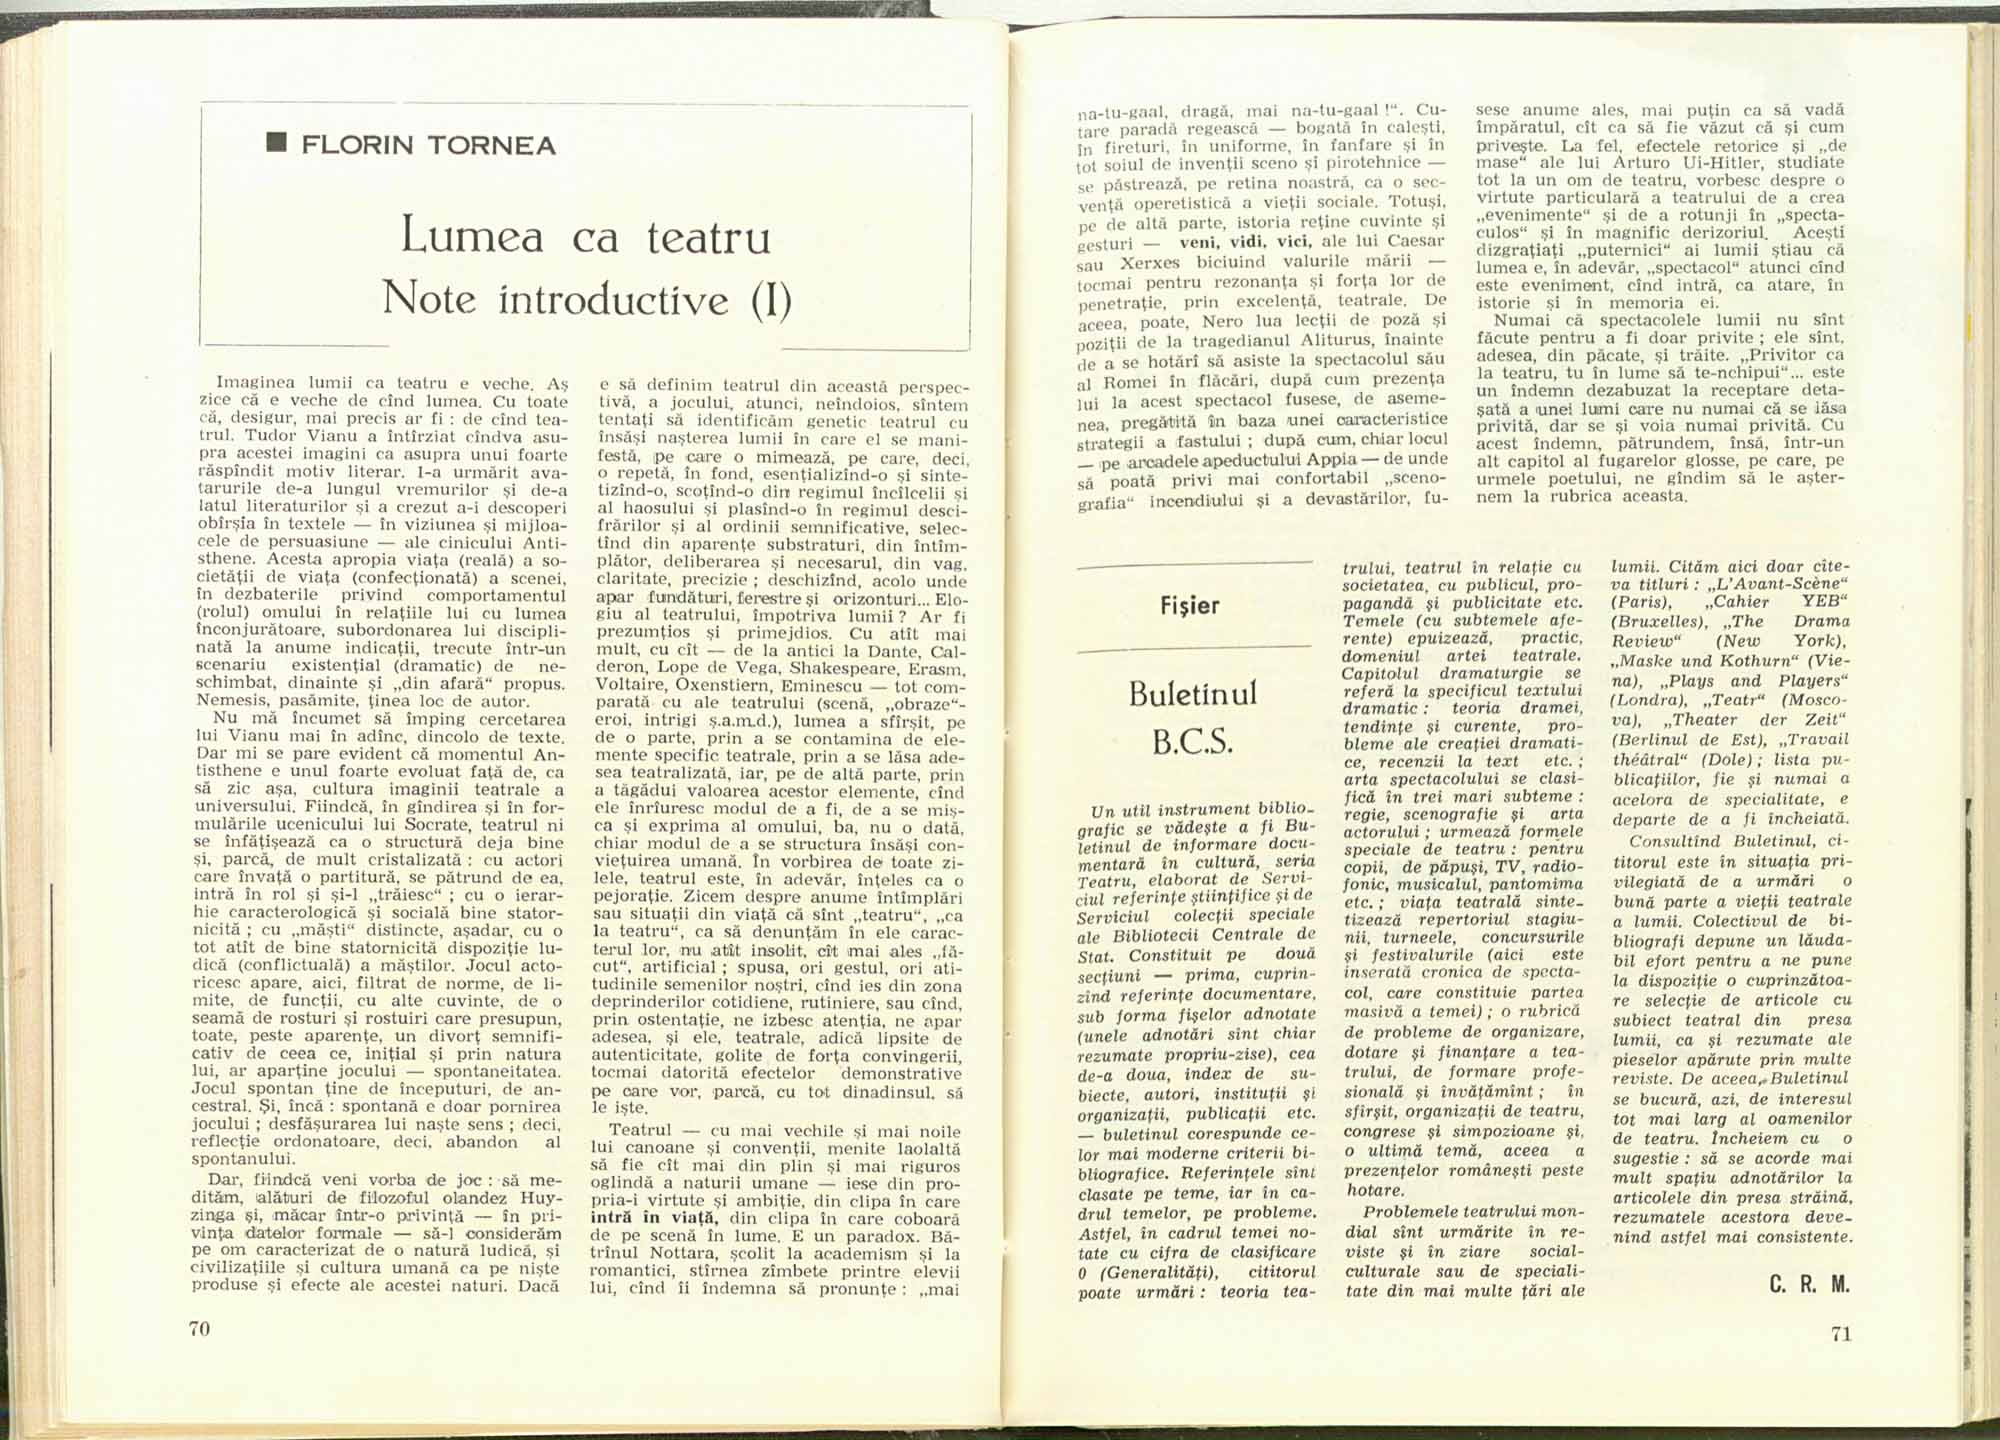 ■ FLORIN TORNEA
Lumea ca teatru
Note introductive (I)
Imaginea lumii ca teatru e veche. Aș
zice că e veche de cînd lumea. Cu toate
că, desigur, mai precis ar fi : de cînd tea-
trul. Tudor Vianu a întîrziat cîndva asu-
pra acestei imagini ca asupra unui foarte
răspîndit motiv literar. I-a urmărit ava-
tarurile de-a lungul vremurilor și de-a
latul literaturilor și a crezut a-i descoperi
obîrșia în textele — în viziunea și mijloa-
cele de persuasiune — ale cinicului Anti-
sthene. Acesta apropia viața (reală) a so-
cietății de viața (confecționată) a scenei,
în dezbaterile privind comportamentul
(rolul) omului în relațiile lui cu lumea
înconjurătoare, subordonarea lui discipli-
nată la anume indicații, trecute într-un
scenariu existențial (dramatic) de ne-
schimbat, dinainte și „din afară“ propus.
Nemesis, pasămite, ținea loc de autor.
Nu mă încumet să împing cercetarea
lui Vianu mai în adînc, dincolo de texte.
Dar mi se pare evident că momentul An-
tisthene e unul foarte evoluat față de, ca
să zic așa, cultura imaginii teatrale a
universului. Fiindcă, în gîndirea și în for-
mulările ucenicului lui Socrate, teatrul ni
se înfățișează ca o structură deja bine
și, parcă, de mult cristalizată : cu actori
care învață o partitură, se pătrund de ea,
intră în rol și și-l „trăiesc“ ; cu o ierar-
hie caracterologică și socială bine stator-
nicită ; cu „măști“ distincte, așadar, cu o
tot atît de bine statornicită dispoziție lu-
dică (conflictuală) a măștilor. Jocul acto-
ricesc apare, aici, filtrat de norme, de li-
mite, de funcții, cu alte cuvinte, de o
seamă de rosturi și rostuiri care presupun,
toate, peste aparențe, un divorț semnifi-
cativ de ceea ce, inițial și prin natura
lui, ar aparține jocului — spontaneitatea.
Jocul spontan ține de începuturi, de an-
cestral. Și, încă : spontană e doar pornirea
jocului ; desfășurarea lui naște sens ; deci,
reflecție ordonatoare, deci, abandon al
spontanului.
Dar, fiindcă veni vorba de joc : să me-
dităm, alături de filozoful olandez Huy-
zinga și, măcar într-o privință — în pri-
vința datelor formale — să-l considerăm
pe om caracterizat de o natură ludică, și
civilizațiile și cultura umană ca pe niște
produse și efecte ale acestei naturi. Dacă
e să definim teatrul din această perspec-
tivă, a jocului, atunci, neîndoios, sîntem
tentați să identificăm genetic teatrul cu
însăși nașterea lumii în care el se mani-
festă, pe care o mimează, pe care, deci,
o repetă, în fond, esențializînd-o și sinte-
tizînd-o, scoțînd-o din regimul încîlcelii și
al haosului și plasînd-o în regimul desci-
frărilor și al ordinii semnificative, selec-
tînd din aparențe substraturi, din întîm-
plător, deliberarea și necesarul, din vag,
claritate, precizie ; deschizînd, acolo unde
apar fundături, ferestre și orizonturi... Elo-
giu al teatrului, împotriva lumii ? Ar fi
prezumțios și primejdios. Cu atît mai
mult, cu cît — de la antici la Dante, Cal-
deron, Lope de Vega, Shakespeare, Erasm,
Voltaire, Oxenstiern, Eminescu — tot com-
parată cu ale teatrului (scenă, „obraze“-
eroi, intrigi ș.a.m.d.), lumea a sfîrșit, pe
de o parte, prin a se contamina de ele-
mente specific teatrale, prin a se lăsa ade-
sea teatralizată, iar, pe de altă parte, prin
a tăgădui valoarea acestor elemente, cînd
ele înrîuresc modul de a fi, de a se miș-
ca și exprima al omului, ba, nu o dată,
chiar modul de a se structura însăși con-
viețuirea umană. În vorbirea de toate zi-
lele, teatrul este, în adevăr, înțeles ca o
pejorație. Zicem despre anume întîmplări
sau situații din viață că sînt „teatru“, „ca
la teatru“, ca să denunțăm în ele carac-
terul lor, nu atît insolit, cît mai ales „fă-
cut“, artificial ; spusa, ori gestul, ori ati-
tudinile semenilor noștri, cînd ies din zona
deprinderilor cotidiene, rutiniere, sau cînd,
prin ostentație, ne izbesc atenția, ne apar
adesea, și ele, teatrale, adică lipsite de
autenticitate, golite de forța convingerii,
tocmai datorită efectelor demonstrative
pe care vor, parcă, cu tot dinadinsul, să
le iște.
Teatrul — cu mai vechile și mai noile
lui canoane și convenții, menite laolaltă
să fie cît mai din plin și mai riguros
oglindă a naturii umane — iese din pro-
pria-i virtute și ambiție, din clipa în care
intră în viață, din clipa în care coboară
de pe scenă în lume. E un paradox. Bă-
trînul Nottara, școlit la academism și la
romantici, stîrnea zîmbete printre elevii
lui, cînd îi îndemna să pronunțe : „mai
70
na-tu-gaal, dragă, mai na-tu-gaal !“. Cu-
tare paradă regească — bogată în calești,
în fireturi, în uniforme, în fanfare și în
tot soiul de invenții sceno și pirotehnice —
se păstrează, pe retina noastră, ca o sec-
vență operetistică a vieții sociale. Totuși,
pe de altă parte, istoria reține cuvinte și
gesturi — veni, vidi, vici, ale lui Caesar
sau Xerxes biciuind valurile mării —
tocmai pentru rezonanța și forța lor de
penetrație, prin excelență, teatrale. De
aceea, poate, Nero lua lecții de poză și
poziții de la tragedianul Aliturus, înainte
de a se hotărî să asiste la spectacolul său
al Romei în flăcări, după cum prezența
lui la acest spectacol fusese, de aseme-
nea, pregătită în baza unei caracteristice
strategii a fastului ; după cum, chiar locul
— pe arcadele apeductului Appia — de unde
să poată privi mai confortabil „sceno-
grafia“ incendiului și a devastărilor, fu-
sese anume ales, mai puțin ca să vadă
împăratul, cît ca să fie văzut că și cum
privește. La fel, efectele retorice și „de
mase“ ale lui Arturo Ui-Hitler, studiate
tot la un om de teatru, vorbesc despre o
virtute particulară a teatrului de a crea
„evenimente“ și de a rotunji în „specta-
culos“ și în magnific derizoriul. Acești
dizgrațiați „puternici“ ai lumii știau că
lumea e, în adevăr, „spectacol“ atunci cînd
este eveniment, cînd intră, ca atare, în
istorie și în memoria ei.
Numai că spectacolele lumii nu sînt
făcute pentru a fi doar privite ; ele sînt,
adesea, din păcate, și trăite. „Privitor ca
la teatru, tu în lume să te-nchipui“... este
un îndemn dezabuzat la receptare deta-
șată a unei lumi care nu numai că se lăsa
privită, dar se și voia numai privită. Cu
acest îndemn, pătrundem, însă, într-un
alt capitol al fugarelor glosse, pe care, pe
urmele poetului, ne gîndim să le așter-
nem la rubrica aceasta.
Fișier
Buletinul
B.C.S.
Un util instrument biblio-
grafic se vădește a fi Bu-
letinul de informare docu-
mentară în cultură, seria
Teatru, elaborat de Servi-
ciul referințe științifice și de
Serviciul colecții speciale
ale Bibliotecii Centrale de
Stat. Constituit pe două
secțiuni — prima, cuprin-
zînd referințe documentare,
sub forma fișelor adnotate
(unele adnotări sînt chiar
rezumate propriu-zise), cea
de-a doua, index de su-
biecte, autori, instituții și
organizații, publicații etc.
— buletinul corespunde ce-
lor mai moderne criterii bi-
bliografice. Referințele sînt
clasate pe teme, iar în ca-
drul temelor, pe probleme.
Astfel, în cadrul temei no-
tate cu cifra de clasificare
0 (Generalități), cititorul
poate urmări : teoria tea-
trului, teatrul în relație cu
societatea, cu publicul, pro-
pagandă și publicitate etc.
Temele (cu subtemele afe-
rente) epuizează, practic,
domeniul artei teatrale.
Capitolul dramaturgie se
referă la specificul textului
dramatic : teoria dramei,
tendințe și curente, pro-
bleme ale creației dramati-
ce, recenzii la text etc. ;
arta spectacolului se clasi-
fică în trei mari subteme :
regie, scenografie și arta
actorului ; urmează formele
speciale de teatru : pentru
copii, de păpuși, TV, radio-
fonic, musicalul, pantomima
etc. ; viața teatrală sinte-
tizează repertoriul stagiu-
nii, turneele, concursurile
și festivalurile (aici este
inserată cronica de specta-
col, care constituie partea
masivă a temei) ; o rubrică
de probleme de organizare,
dotare și finanțare a tea-
trului, de formare profe-
sională și învățămînt ; în
sfîrșit, organizații de teatru,
congrese și simpozioane și,
o ultimă temă, aceea a
prezențelor românești peste
hotare.
Problemele teatrului mon-
dial sînt urmărite în re-
viste și în ziare social-
culturale sau de speciali-
tate din mai multe țări ale
lumii. Cităm aici doar cîte-
va titluri : „L'Avant-Scène“
(Paris), „Cahier YEB“
(Bruxelles), „The Drama
Review“ (New York),
„Maske und Kothurn“ (Vie-
na), „Plays and Players“
(Londra), „Teatr“ (Mosco-
va), „Theater der Zeit“
(Berlinul de Est), „Travail
théâtral“ (Dole) ; lista pu-
blicațiilor, fie și numai a
acelora de specialitate, e
departe de a fi încheiată.
Consultînd Buletinul, ci-
titorul este în situația pri-
vilegiată de a urmări o
bună parte a vieții teatrale
a lumii. Colectivul de bi-
bliografi depune un lăuda-
bil efort pentru a ne pune
la dispoziție o cuprinzătoa-
re selecție de articole cu
subiect teatral din presa
lumii, ca și rezumate ale
pieselor apărute prin multe
reviste. De aceea, Buletinul
se bucură, azi, de interesul
tot mai larg al oamenilor
de teatru. Încheiem cu o
sugestie : să se acorde mai
mult spațiu adnotărilor la
articolele din presa străină,
rezumatele acestora deve-
nind astfel mai consistente.
C. R. M.
71